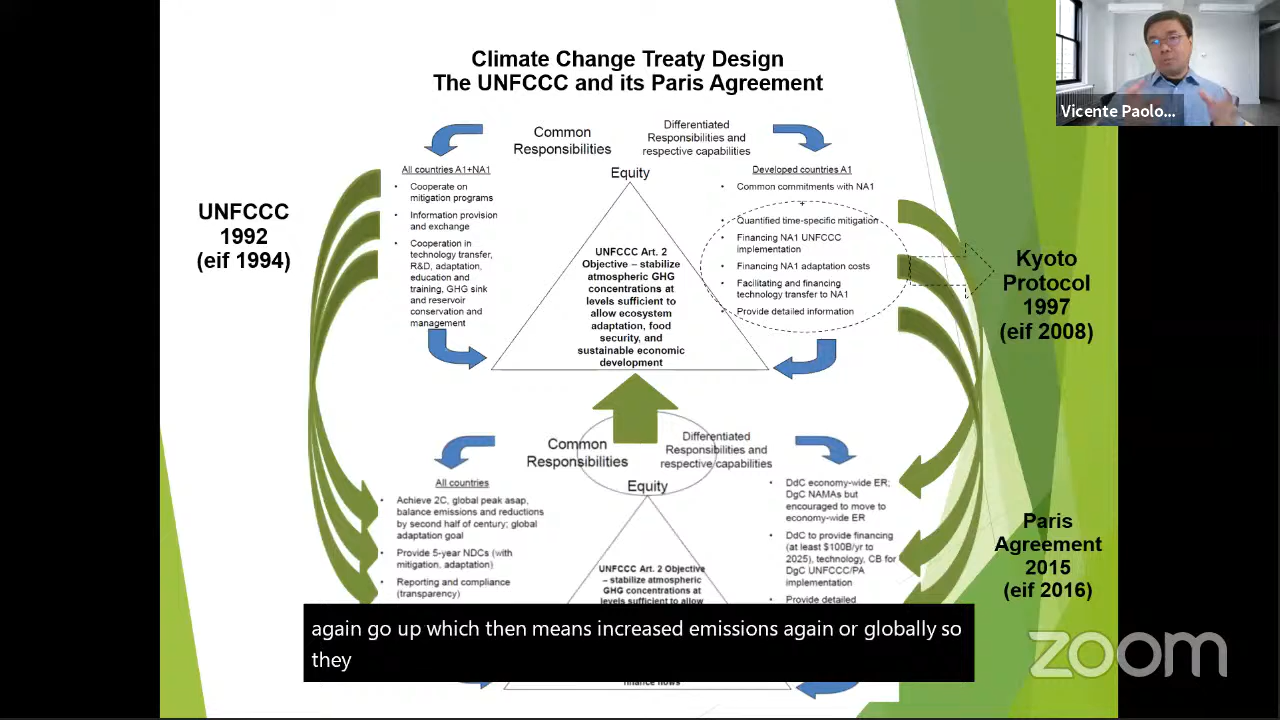 Climate Change Treaty Design
The UNFCCC and its Paris Agreement
Vicente Paolo...
Common
Responsibilities
Differentiated
Responsibilities and
respective capabilities
Equity
All countries A1+NA1
• Cooperate on
mitigation programs
• Information provision
and exchange
• Cooperation in
technology transfer,
R&D, adaptation,
education and
training, GHG sink
and reservoir
conservation and
management
Developed countries A1
• Common commitments with NA1
+
• Quantified time-specific mitigation
• Financing NA1 UNFCCC
implementation
• Financing NA1 adaptation costs
• Facilitating and financing
technology transfer to NA1
• Provide detailed information
UNFCCC
1992
(eif 1994)
UNFCCC Art. 2
Objective – stabilize
atmospheric GHG
concentrations at
levels sufficient to
allow ecosystem
adaptation, food
security, and
sustainable economic
development
Kyoto
Protocol
1997
(eif 2008)
Common
Responsibilities
Differentiated
Responsibilities and
respective capabilities
Equity
All countries
• Achieve 2C, global peak asap,
balance emissions and reductions
by second half of century; global
adaptation goal
• Provide 5-year NDCs (with
mitigation, adaptation)
• Reporting and compliance
(transparency)
• DdC economy-wide ER;
DgC NAMAs but
encouraged to move to
economy-wide ER
• DdC to provide financing
(at least $100B/yr to
2025), technology, CB for
DgC UNFCCC/PA
implementation
• Provide detailed
UNFCCC Art. 2 Objective
– stabilize atmospheric
GHG concentrations at
levels sufficient to allow
Paris
Agreement
2015
(eif 2016)
again go up which then means increased emissions again or globally so
they
finance flows
zoom